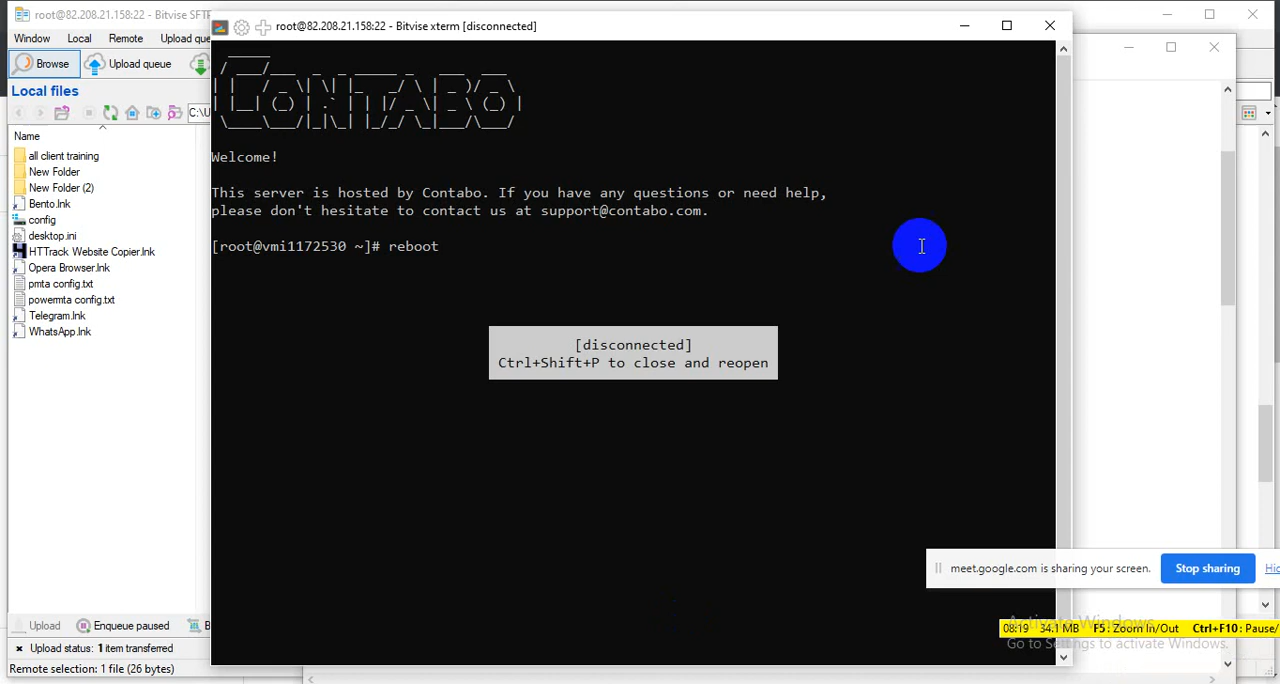 root@82.208.21.158:22 - Bitvise SFTP
Window Local Remote Upload que
Browse Upload queue
Local files
C:\U
Name
all client training
New Folder
New Folder (2)
Bento.lnk
config
desktop.ini
HTTrack Website Copier.lnk
Opera Browser.lnk
pmta config.txt
powermta config.txt
Telegram.lnk
WhatsApp.lnk
Upload Enqueue paused B
Upload status: 1 item transferred
Remote selection: 1 file (26 bytes)
root@82.208.21.158:22 - Bitvise xterm [disconnected]
CONTABO
Welcome!
This server is hosted by Contabo. If you have any questions or need help,
please don't hesitate to contact us at support@contabo.com.
[root@vmi1172530 ~]# reboot
[disconnected]
Ctrl+Shift+P to close and reopen
meet.google.com is sharing your screen. Stop sharing Hid
Activate Windows
08:19 34.1 MB F5: Zoom In/Out Ctrl+F10: Pause/
Go to Settings to activate Windows.